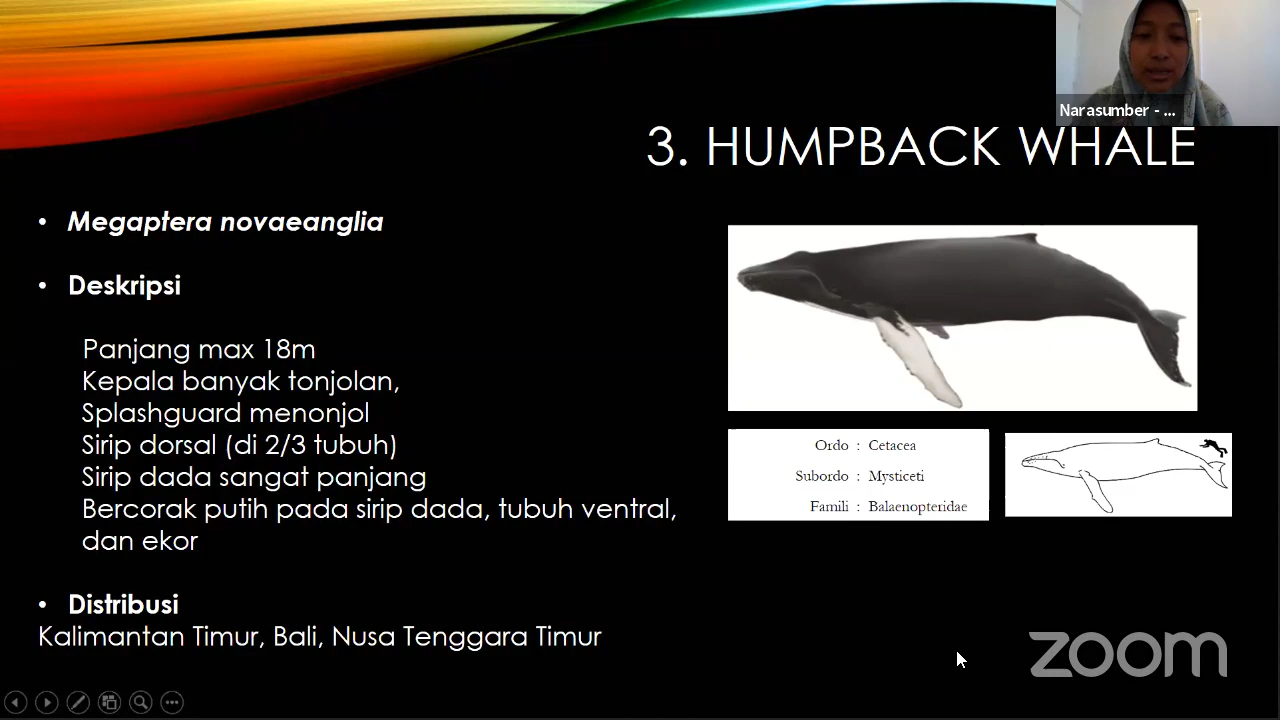 Narasumber - ...
3. HUMPBACK WHALE
• Megaptera novaeanglia
• Deskripsi
Panjang max 18m
Kepala banyak tonjolan,
Splashguard menonjol
Sirip dorsal (di 2/3 tubuh)
Sirip dada sangat panjang
Bercorak putih pada sirip dada, tubuh ventral,
dan ekor
• Distribusi
Kalimantan Timur, Bali, Nusa Tenggara Timur
Ordo : Cetacea
Subordo : Mysticeti
Famili : Balaenopteridae
zoom